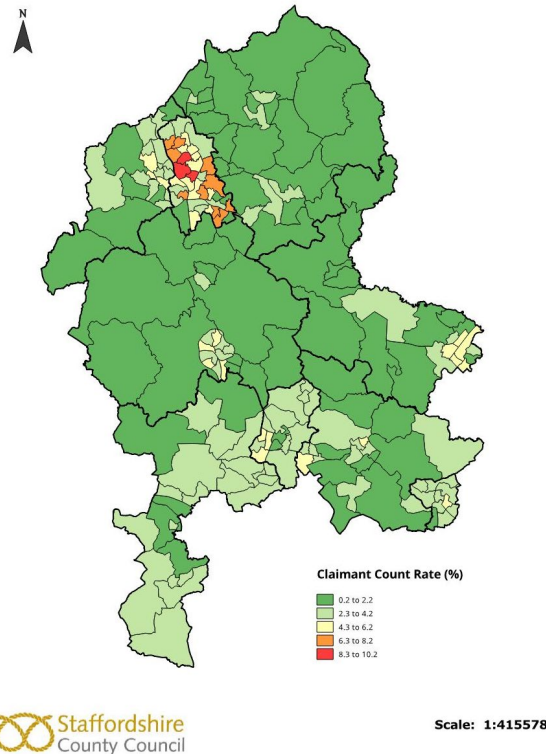 N
Claimant Count Rate (%)
0.2 to 2.2
2.3 to 4.2
4.3 to 6.2
6.3 to 8.2
8.3 to 10.2
Staffordshire
County Council
Scale: 1:415578